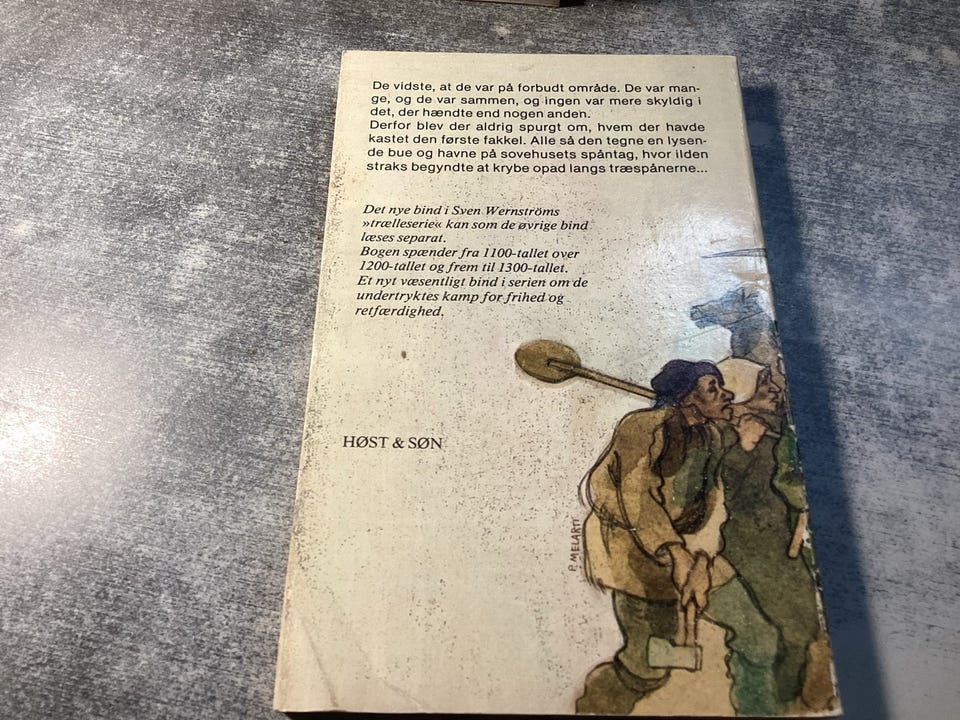 De vidste, at de var på forbudt område. De var man-
ge, og de var sammen, og ingen var mere skyldig i
det, der hændte end nogen anden.
Derfor blev der aldrig spurgt om, hvem der havde
kastet den første fakkel. Alle så den tegne en lysen-
de bue og havne på sovehusets spåntag, hvor ilden
straks begyndte at krybe opad langs træspånerne...
Det nye bind i Sven Wernströms
»trælleserie« kan som de øvrige bind
læses separat.
Bogen spænder fra 1100-tallet over
1200-tallet og frem til 1300-tallet.
Et nyt væsentligt bind i serien om de
undertryktes kamp for frihed og
retfærdighed.
HØST & SØN
P. MELARTI